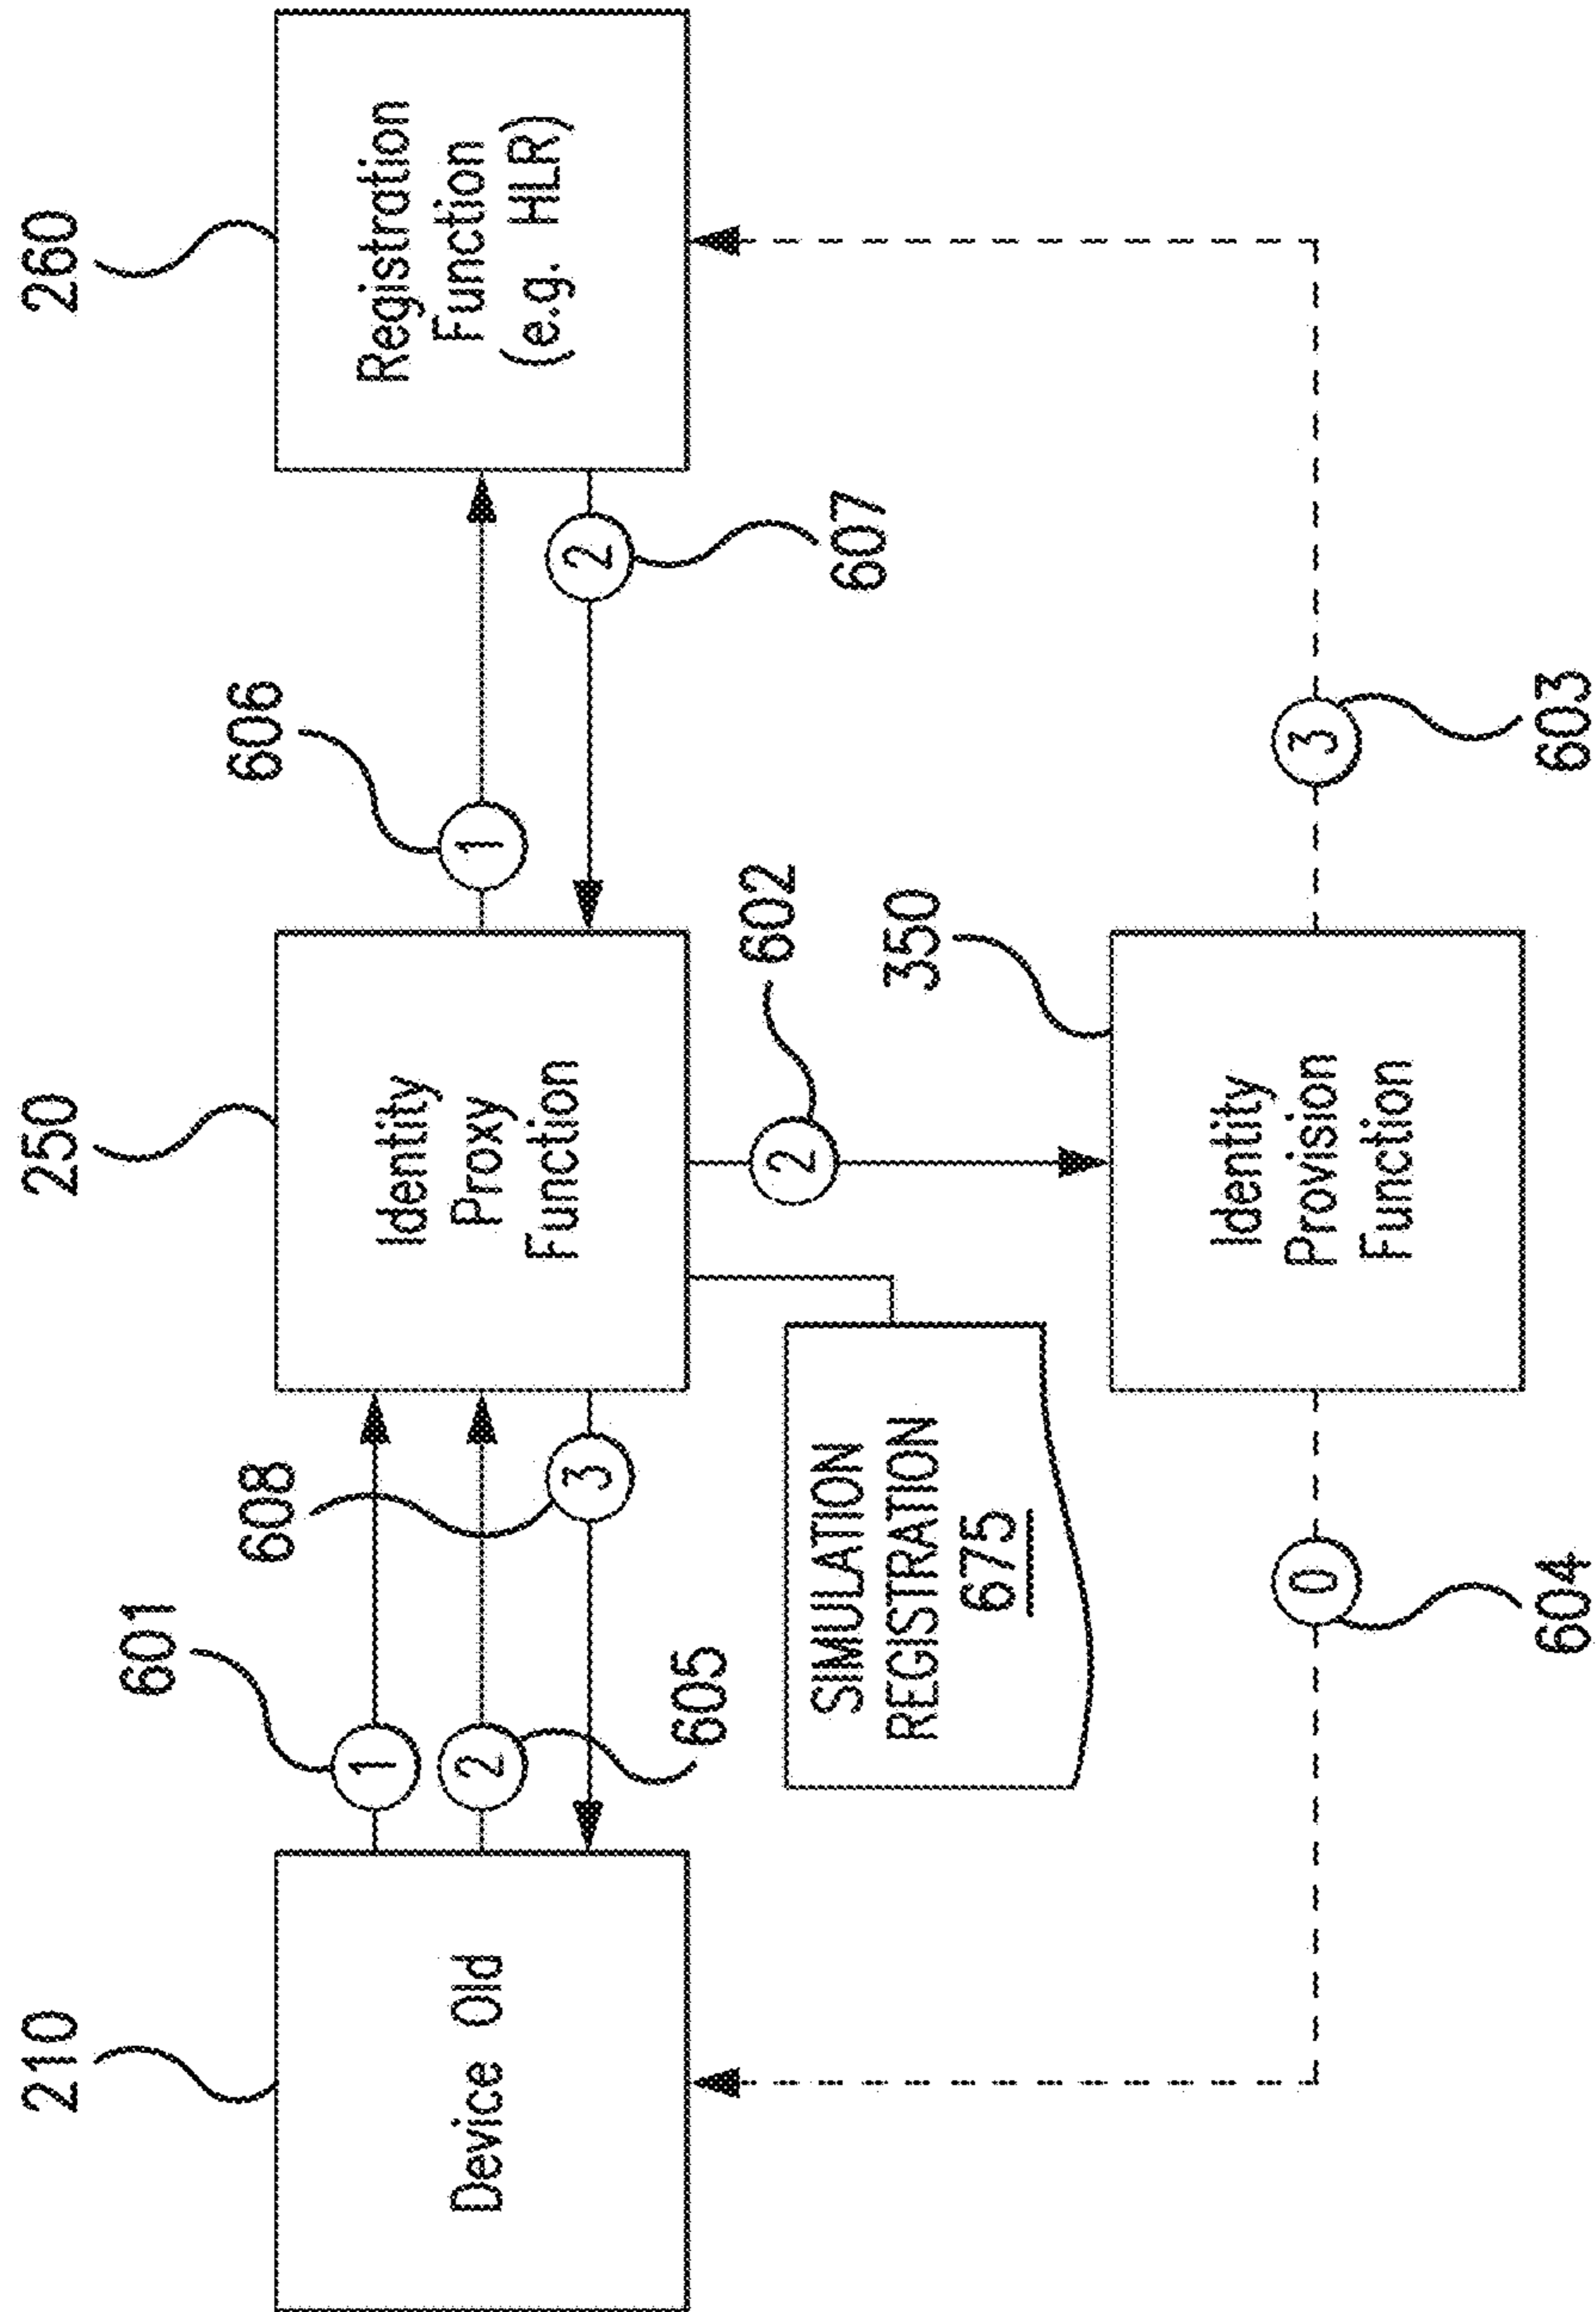 210
250
260
Device Old
Identity
Proxy
Function
Registration
Function
(e.g. HLR)
601
1
608
606
1
2
605
3
2
607
602
2
SIMULATION
REGISTRATION
675
350
Identity
Provision
Function
0
604
3
603